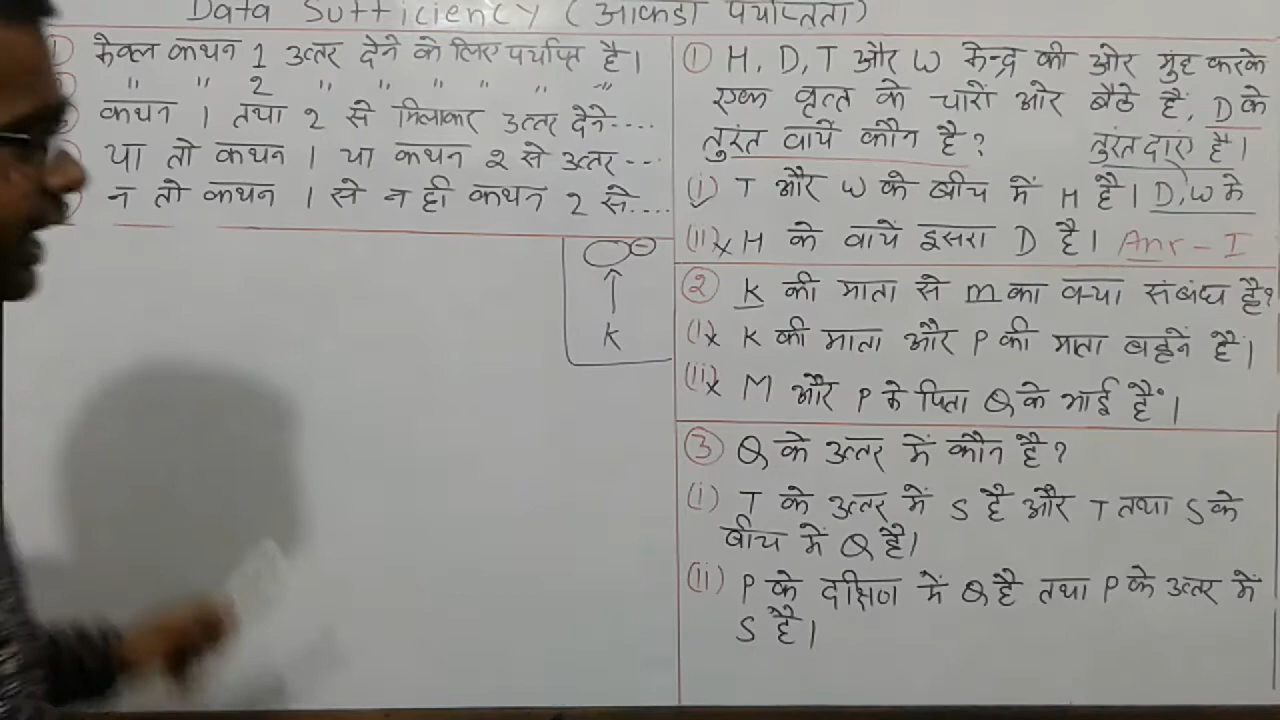 Data Sufficiency (आकडा पर्याप्तता)
① केवल कथन 1 उत्तर देने के लिए पर्याप्त है।
" " 2 " " " " "
कथन 1 तथा 2 से मिलाकर उत्तर देने....
या तो कथन 1 या कथन 2 से उत्तर ...
न तो कथन 1 से न ही कथन 2 से....
K
① H, D, T और W केन्द्र की ओर मुह करके
एक वृत्त के चारों ओर बैठे हैं, D के
तुरंत बायें कौन है? तुरंत दाएं है।
(i) T और W के बीच में H है। D, W के
(ii) H के बायें दूसरा D है। Ans - I
② K की माता से M का क्या संबंध है?
(i) K की माता और P की माता बहनें है।
(ii) M और P के पिता Q के भाई हैं।
③ Q के उत्तर में कौन है?
(i) T के उत्तर में S है और T तथा S के
बीच में Q है।
(ii) P के दक्षिण में Q है तथा P के उत्तर में
S है।